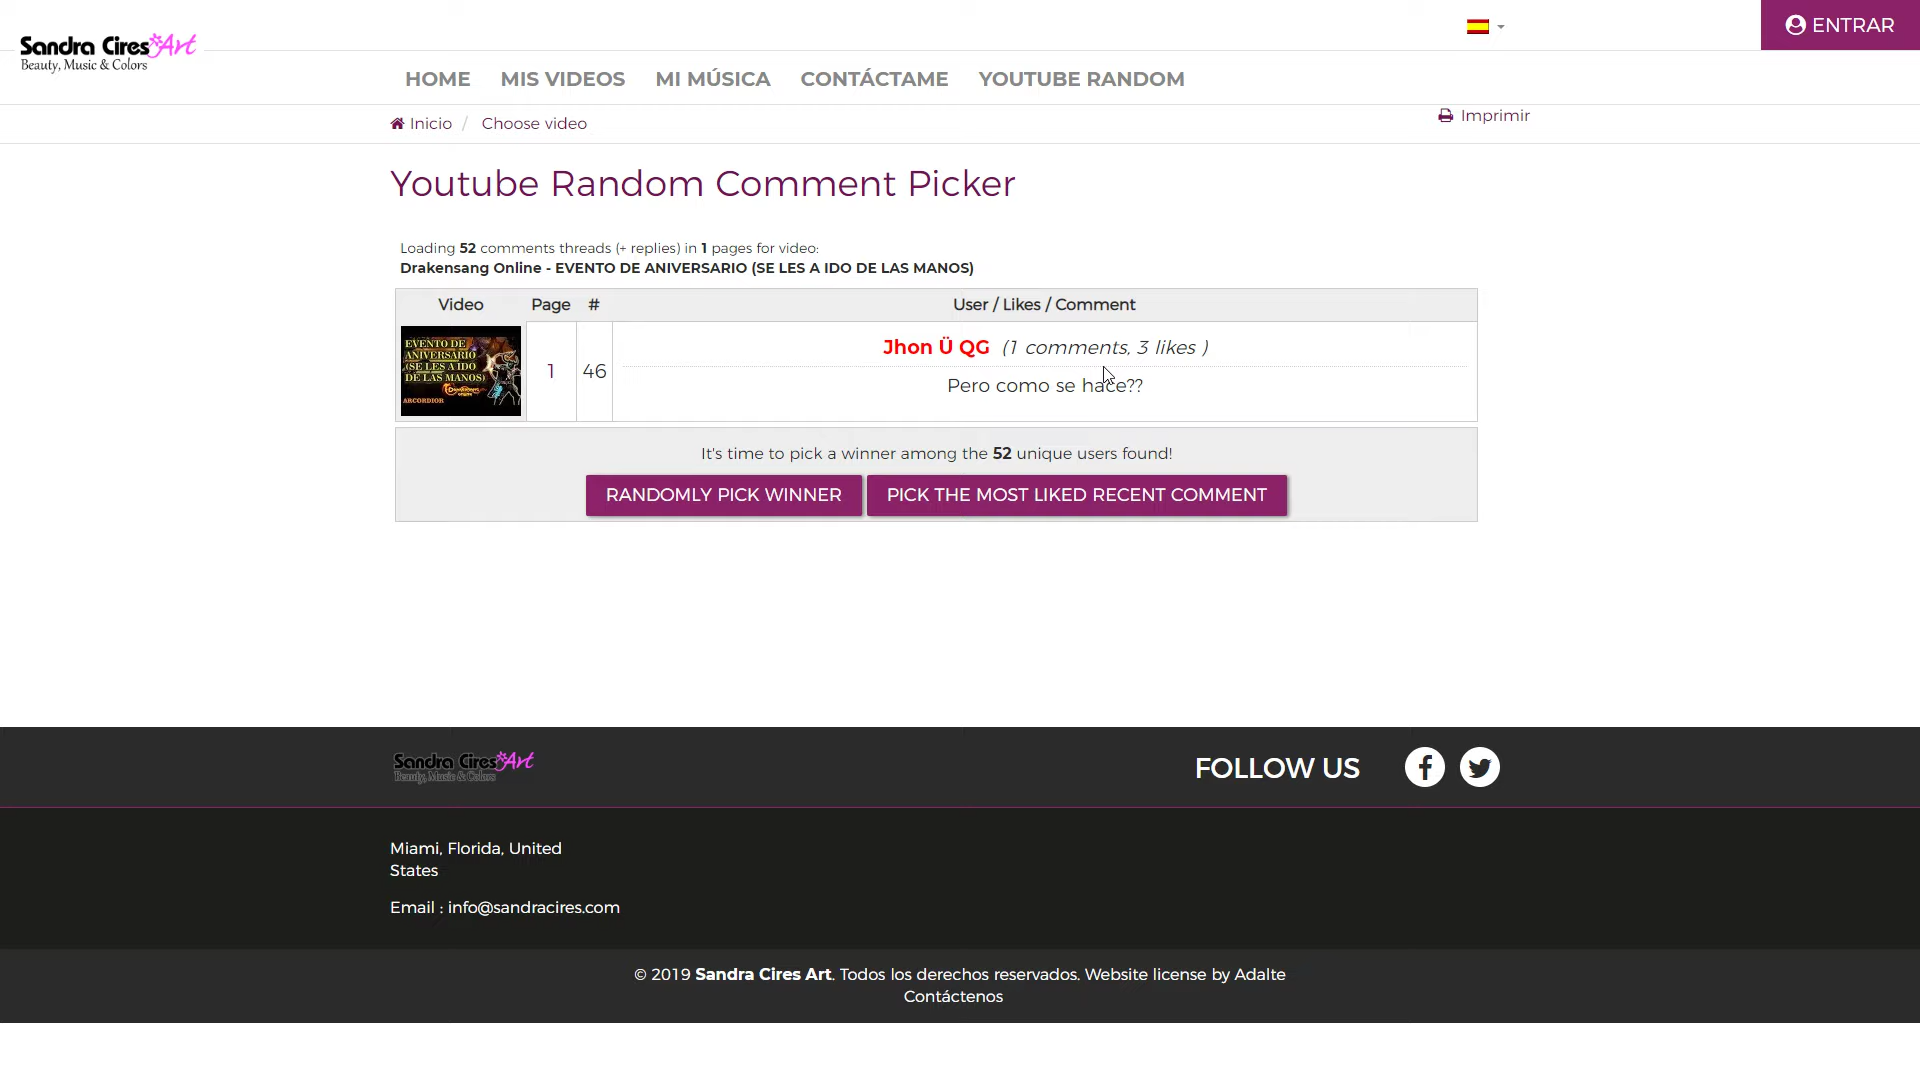 ENTRAR
Sandra Cires Art
Beauty, Music & Colors
HOME MIS VIDEOS MI MÚSICA CONTÁCTAME YOUTUBE RANDOM
Inicio / Choose video
Imprimir
Youtube Random Comment Picker
Loading 52 comments threads (+ replies) in 1 pages for video:
Drakensang Online - EVENTO DE ANIVERSARIO (SE LES A IDO DE LAS MANOS)
Video Page # User / Likes / Comment
EVENTO DE
ANIVERSARIO
(SE LES A IDO
DE LAS MANOS)
DRAKENSANG
ONLINE
ARCORDIOR
1 46
Jhon Ü QG (1 comments, 3 likes )
Pero como se hace??
It's time to pick a winner among the 52 unique users found!
RANDOMLY PICK WINNER PICK THE MOST LIKED RECENT COMMENT
Sandra Cires Art
Beauty, Music & Colors
FOLLOW US
Miami, Florida, United
States
Email : info@sandracires.com
© 2019 Sandra Cires Art. Todos los derechos reservados. Website license by Adalte
Contáctenos